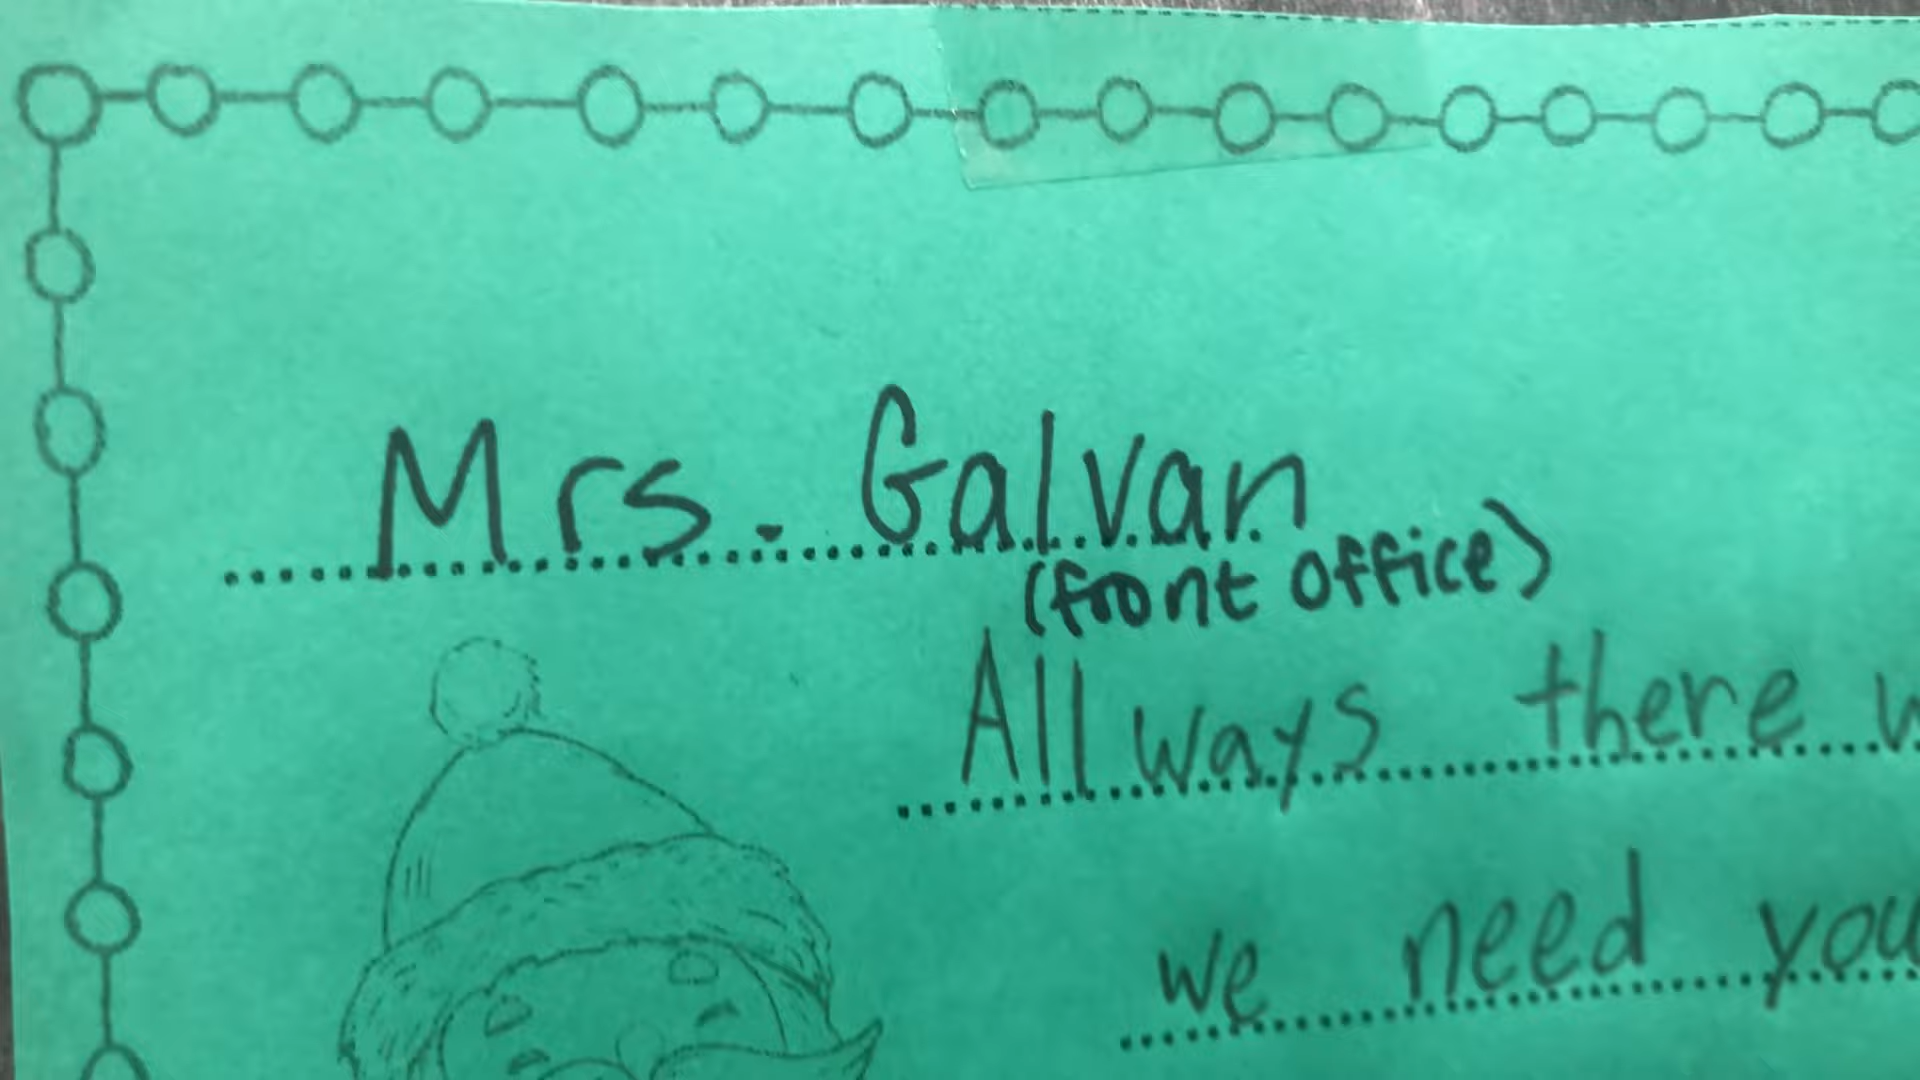 Mrs. Galvan
(front office)
Allways there
we need you